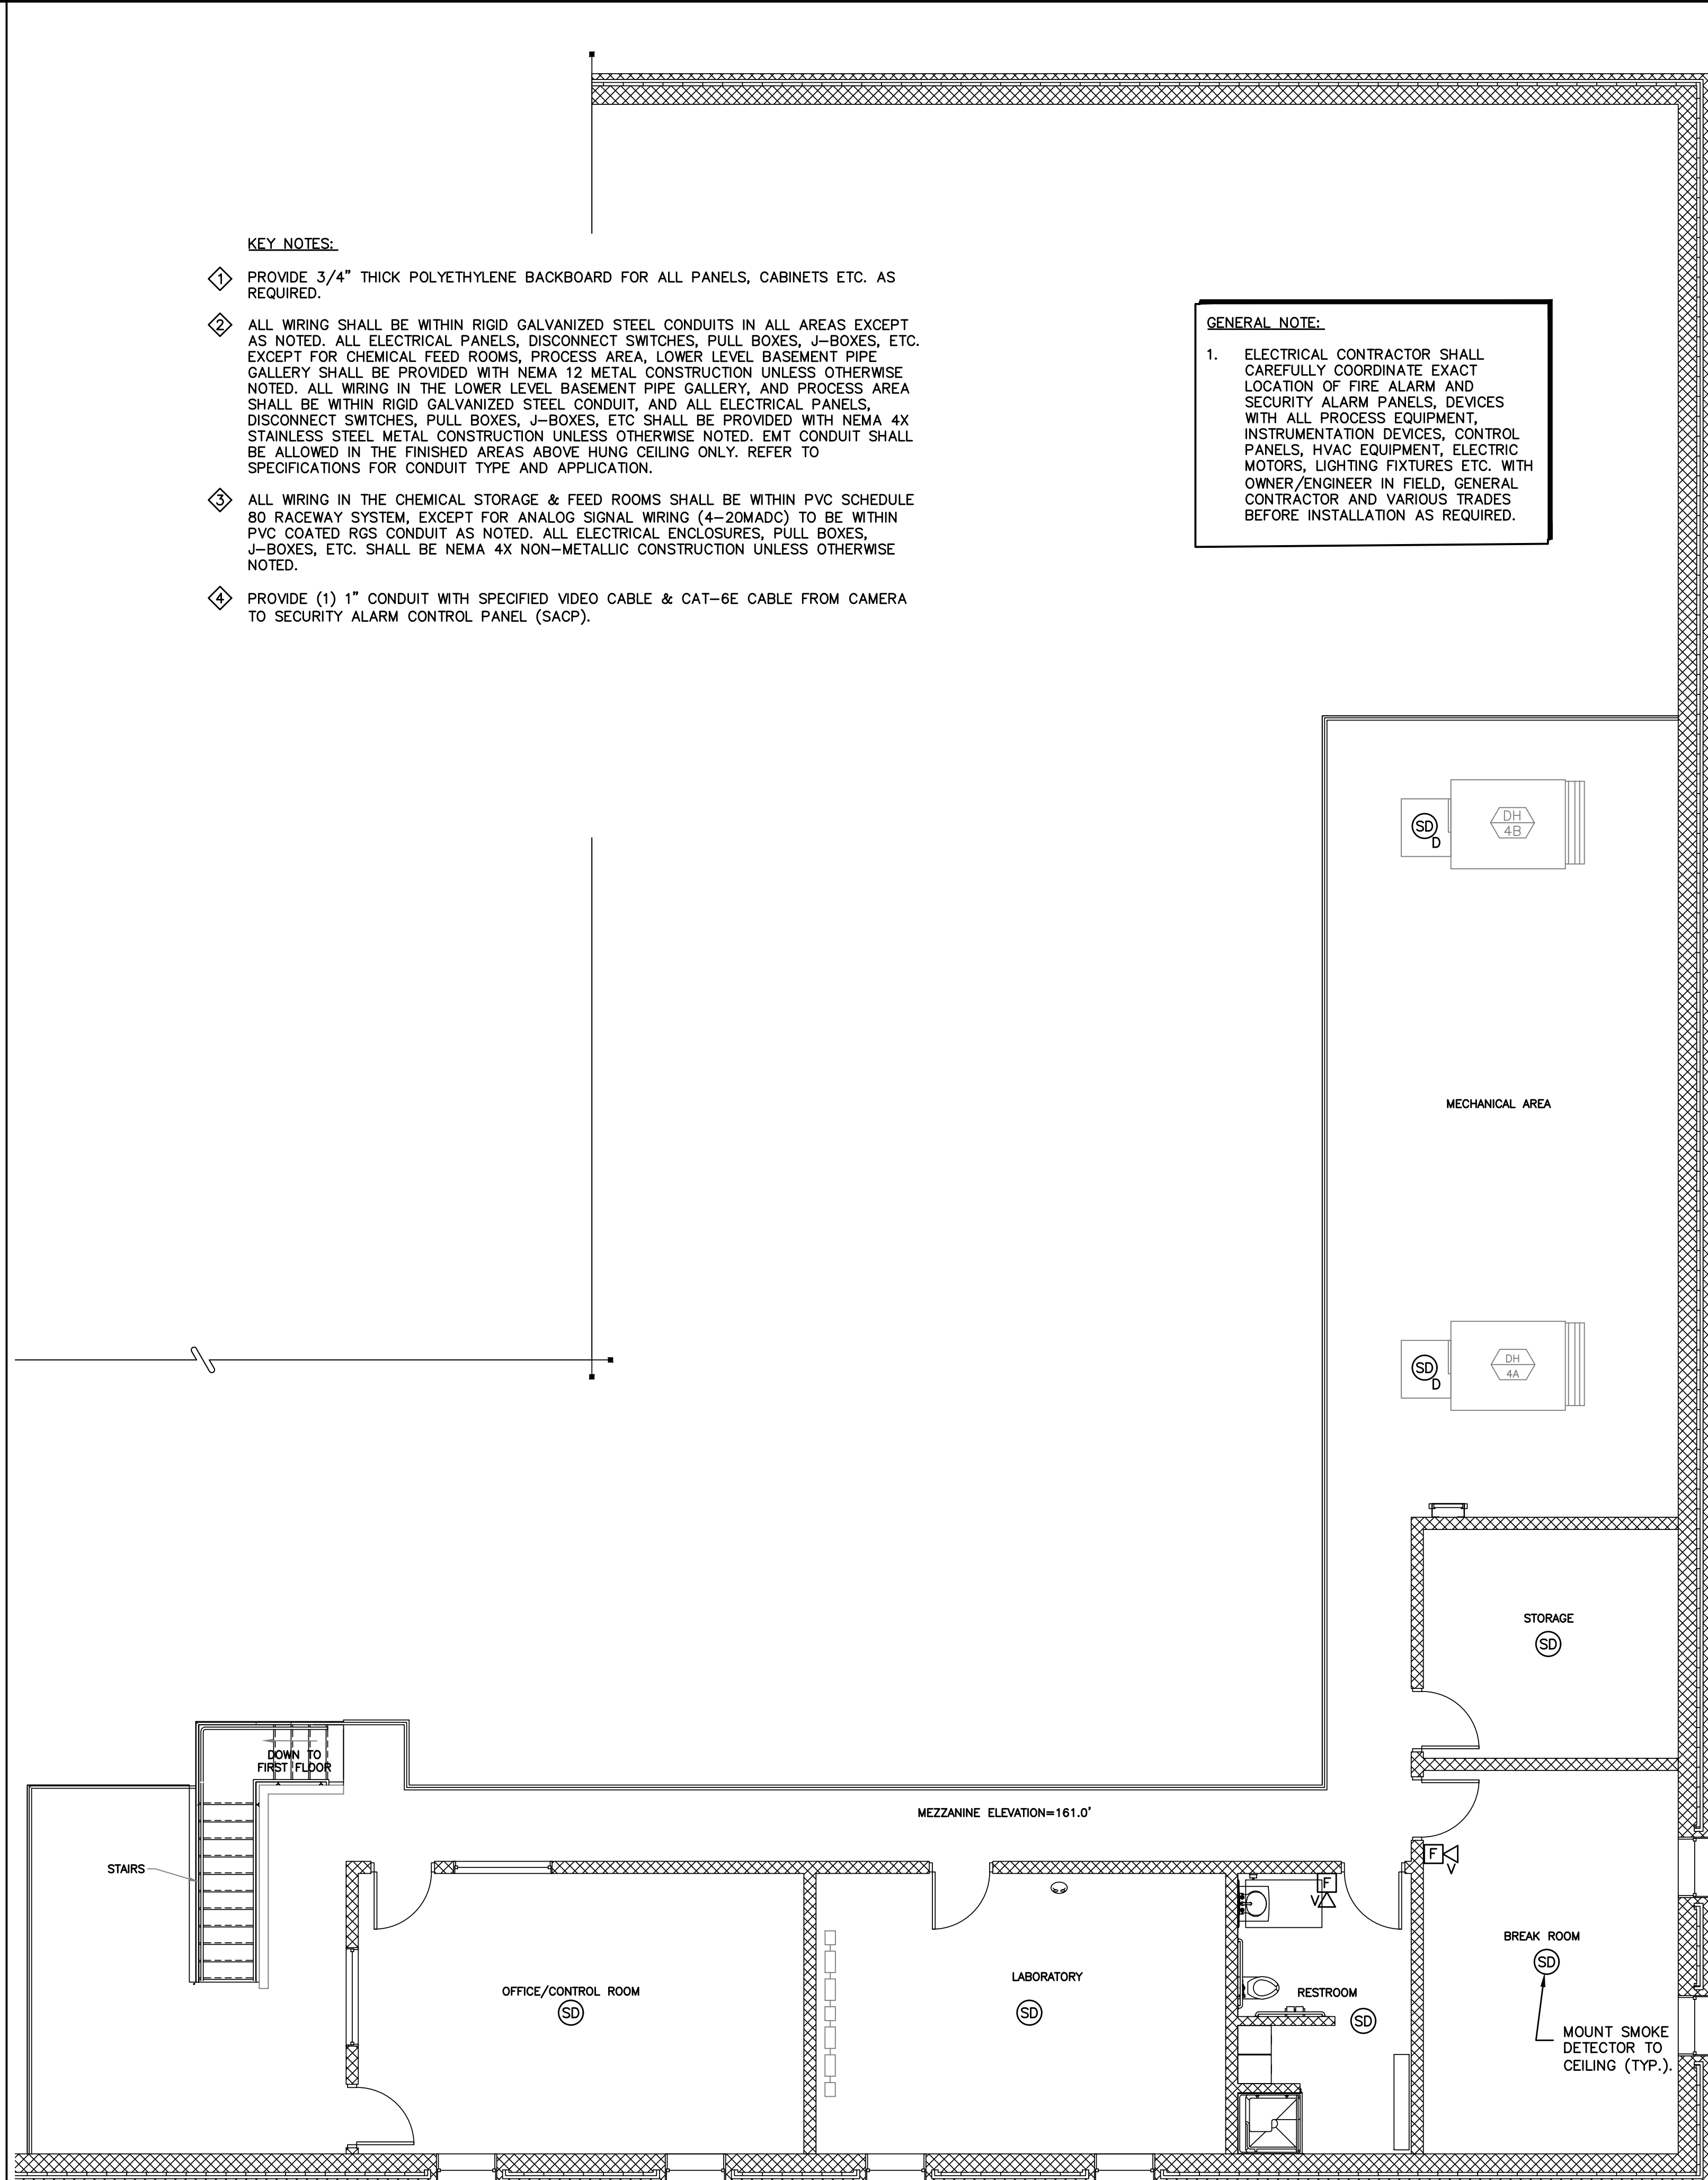 KEY NOTES:
1 PROVIDE 3/4" THICK POLYETHYLENE BACKBOARD FOR ALL PANELS, CABINETS ETC. AS
REQUIRED.
2 ALL WIRING SHALL BE WITHIN RIGID GALVANIZED STEEL CONDUITS IN ALL AREAS EXCEPT
AS NOTED. ALL ELECTRICAL PANELS, DISCONNECT SWITCHES, PULL BOXES, J-BOXES, ETC.
EXCEPT FOR CHEMICAL FEED ROOMS, PROCESS AREA, LOWER LEVEL BASEMENT PIPE
GALLERY SHALL BE PROVIDED WITH NEMA 12 METAL CONSTRUCTION UNLESS OTHERWISE
NOTED. ALL WIRING IN THE LOWER LEVEL BASEMENT PIPE GALLERY, AND PROCESS AREA
SHALL BE WITHIN RIGID GALVANIZED STEEL CONDUIT, AND ALL ELECTRICAL PANELS,
DISCONNECT SWITCHES, PULL BOXES, J-BOXES, ETC SHALL BE PROVIDED WITH NEMA 4X
STAINLESS STEEL METAL CONSTRUCTION UNLESS OTHERWISE NOTED. EMT CONDUIT SHALL
BE ALLOWED IN THE FINISHED AREAS ABOVE HUNG CEILING ONLY. REFER TO
SPECIFICATIONS FOR CONDUIT TYPE AND APPLICATION.
3 ALL WIRING IN THE CHEMICAL STORAGE & FEED ROOMS SHALL BE WITHIN PVC SCHEDULE
80 RACEWAY SYSTEM, EXCEPT FOR ANALOG SIGNAL WIRING (4-20MADC) TO BE WITHIN
PVC COATED RGS CONDUIT AS NOTED. ALL ELECTRICAL ENCLOSURES, PULL BOXES,
J-BOXES, ETC. SHALL BE NEMA 4X NON-METALLIC CONSTRUCTION UNLESS OTHERWISE
NOTED.
4 PROVIDE (1) 1" CONDUIT WITH SPECIFIED VIDEO CABLE & CAT-6E CABLE FROM CAMERA
TO SECURITY ALARM CONTROL PANEL (SACP).
GENERAL NOTE:
1. ELECTRICAL CONTRACTOR SHALL
CAREFULLY COORDINATE EXACT
LOCATION OF FIRE ALARM AND
SECURITY ALARM PANELS, DEVICES
WITH ALL PROCESS EQUIPMENT,
INSTRUMENTATION DEVICES, CONTROL
PANELS, HVAC EQUIPMENT, ELECTRIC
MOTORS, LIGHTING FIXTURES ETC. WITH
OWNER/ENGINEER IN FIELD, GENERAL
CONTRACTOR AND VARIOUS TRADES
BEFORE INSTALLATION AS REQUIRED.
SD
D
DH
4B
MECHANICAL AREA
SD
D
DH
4A
STORAGE
SD
DOWN TO
FIRST FLOOR
MEZZANINE ELEVATION=161.0'
STAIRS
F
V
F
V
BREAK ROOM
SD
OFFICE/CONTROL ROOM
SD
LABORATORY
SD
RESTROOM
SD
MOUNT SMOKE
DETECTOR TO
CEILING (TYP.).